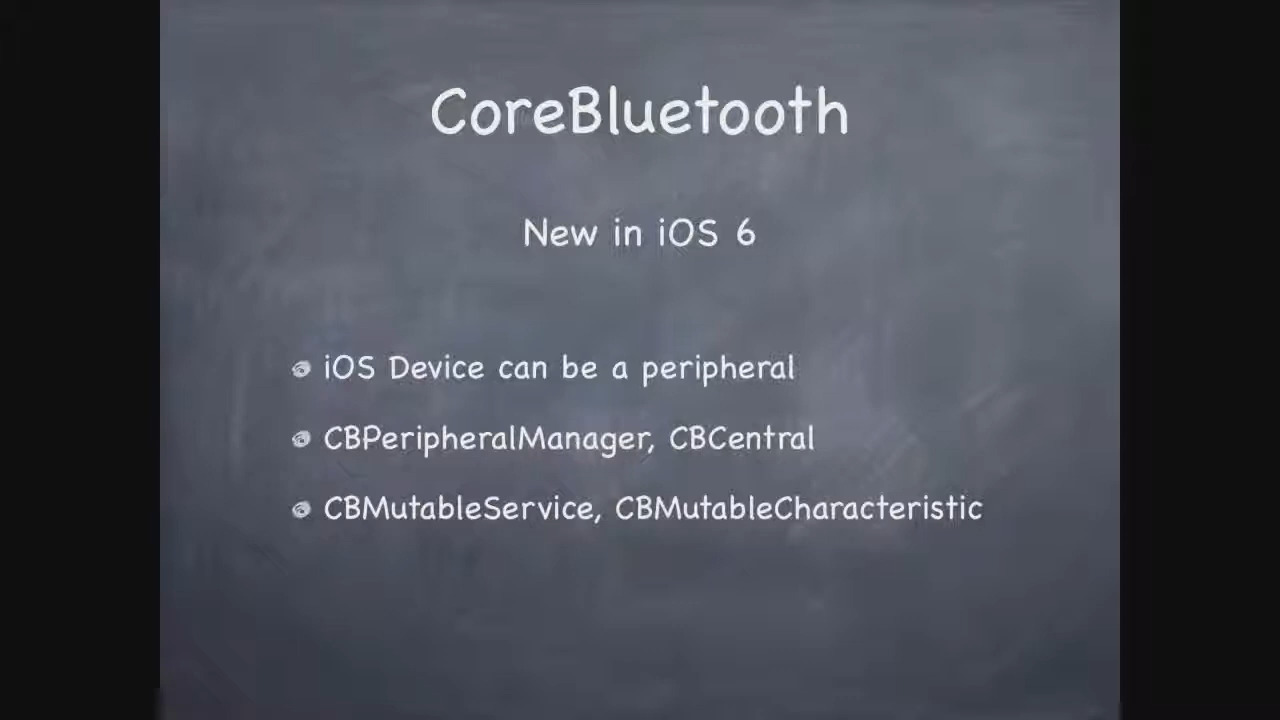 CoreBluetooth
New in iOS 6
iOS Device can be a peripheral
CBPeripheralManager, CBCentral
CBMutableService, CBMutableCharacteristic